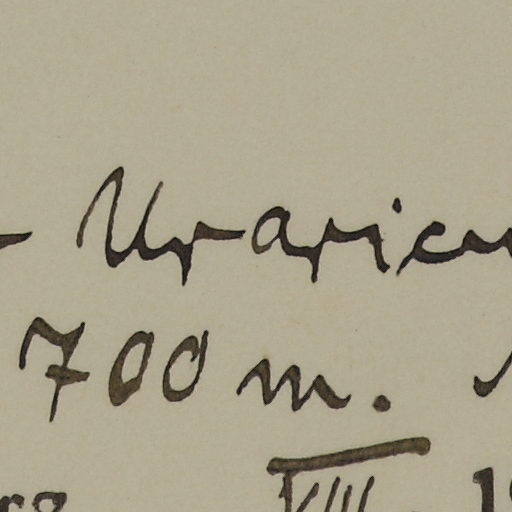 - Uraricu
700 m.
VIII